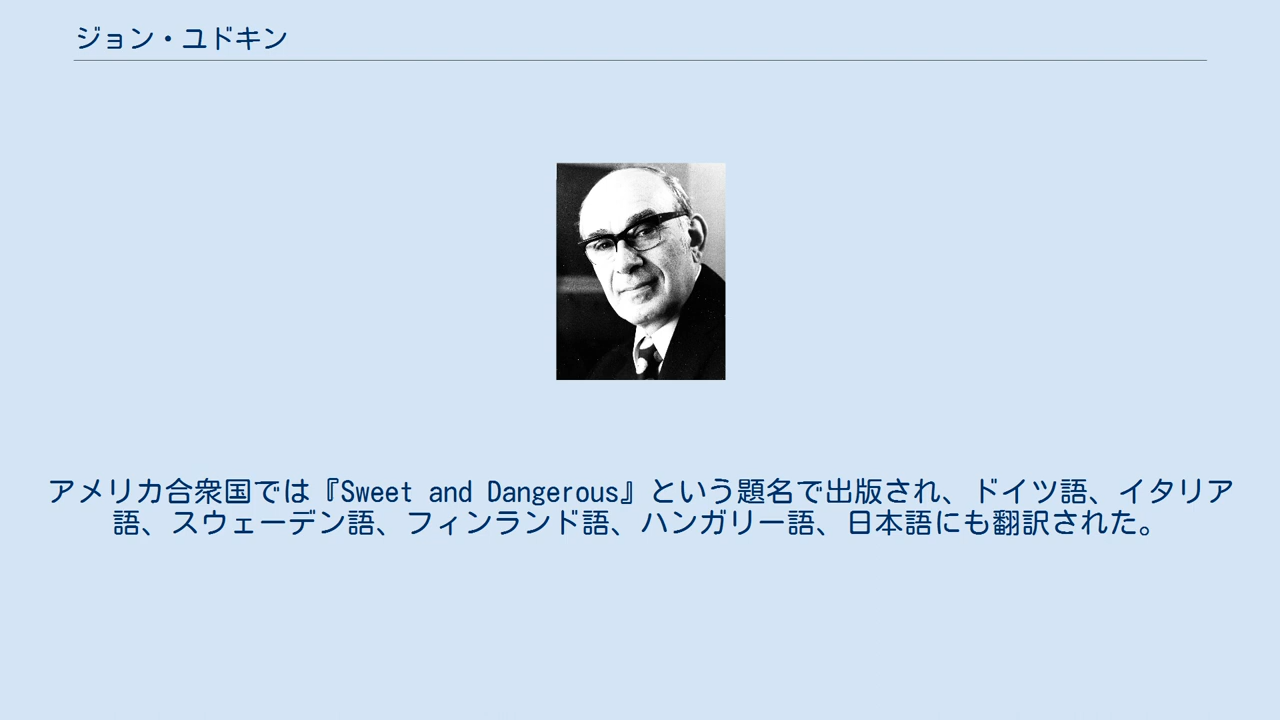 ジョン・ユドキン
アメリカ合衆国では『Sweet and Dangerous』という題名で出版され、ドイツ語、イタリア
語、スウェーデン語、フィンランド語、ハンガリー語、日本語にも翻訳された。